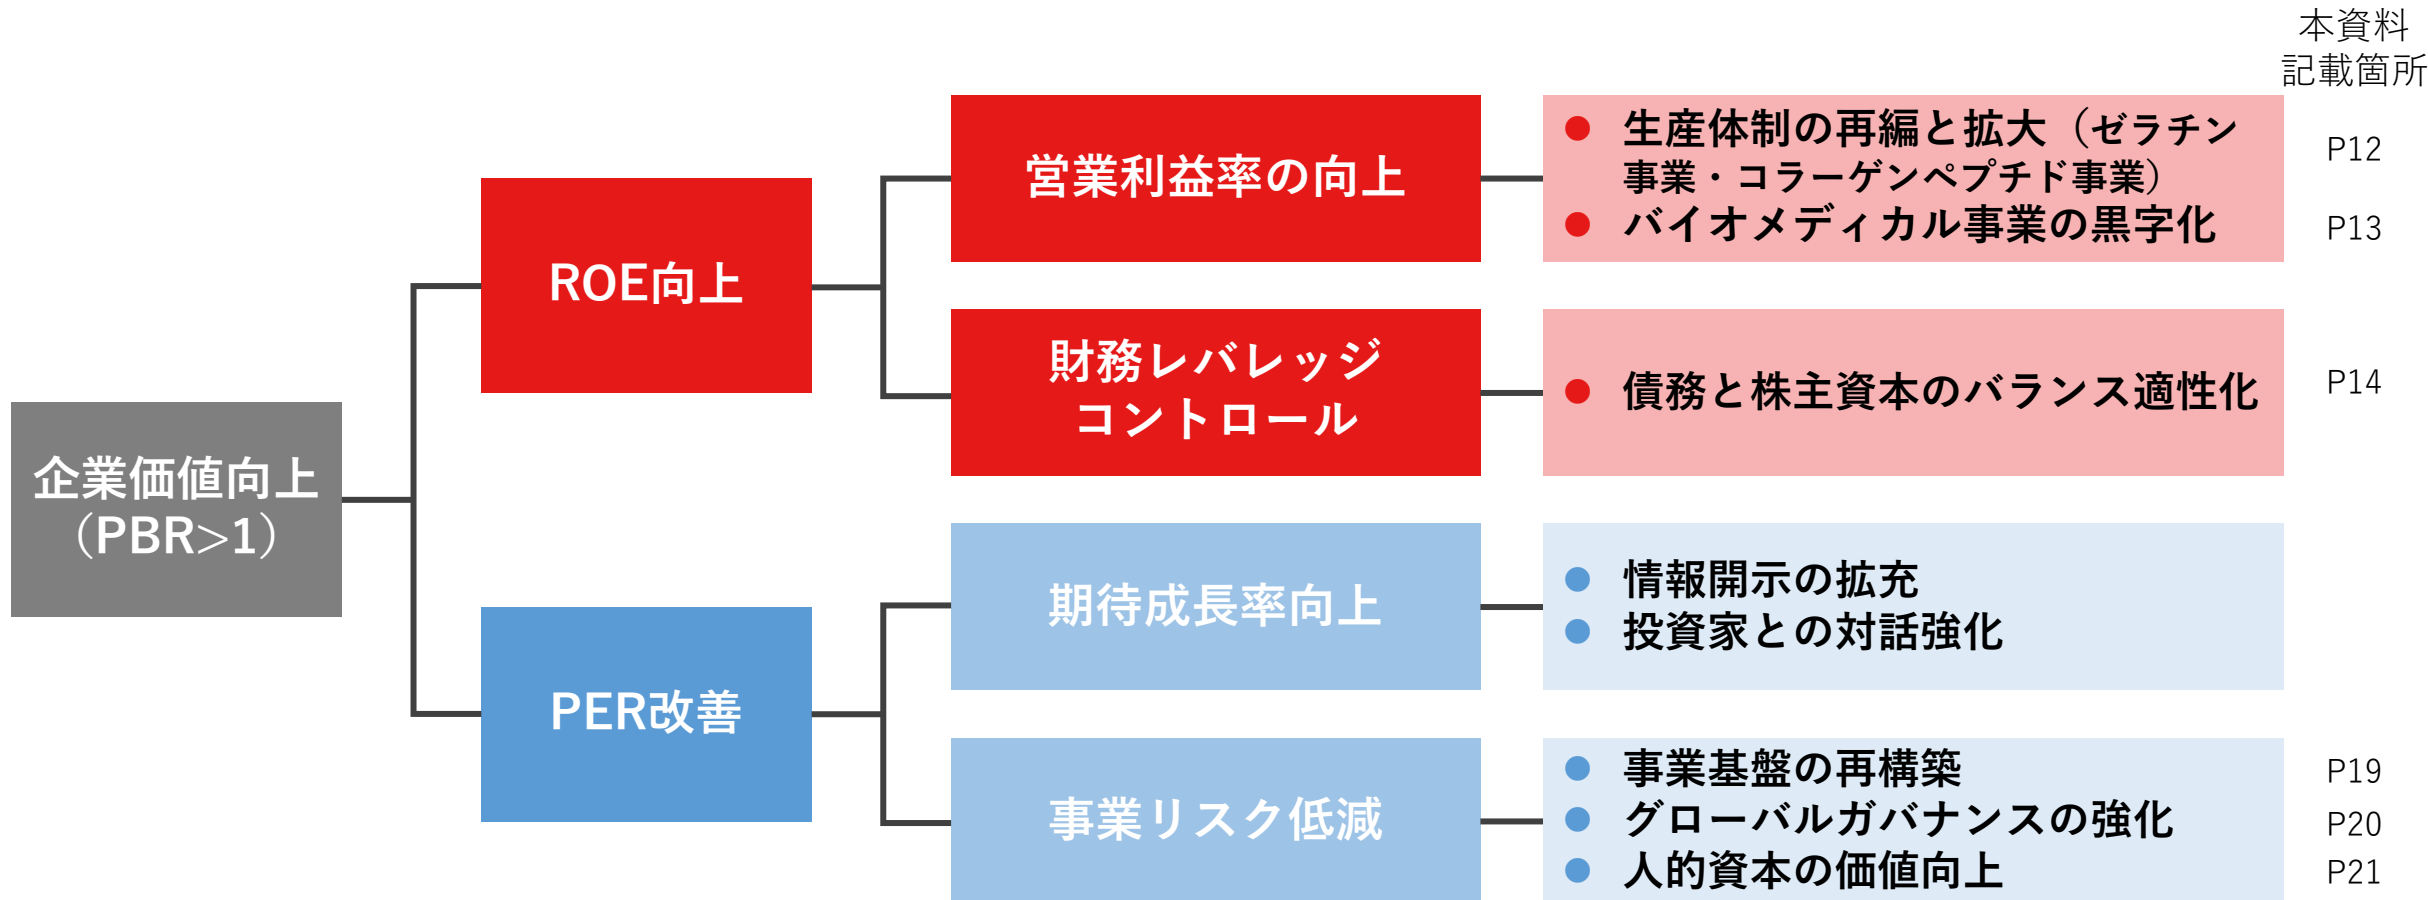 本資料
記載箇所
企業価値向上
（PBR>1）
ROE向上
営業利益率の向上
● 生産体制の再編と拡大（ゼラチン
事業・コラーゲンペプチド事業）
P12
● バイオメディカル事業の黒字化
P13
財務レバレッジ
コントロール
● 債務と株主資本のバランス適性化
P14
PER改善
期待成長率向上
● 情報開示の拡充
● 投資家との対話強化
事業リスク低減
● 事業基盤の再構築
P19
● グローバルガバナンスの強化
P20
● 人的資本の価値向上
P21